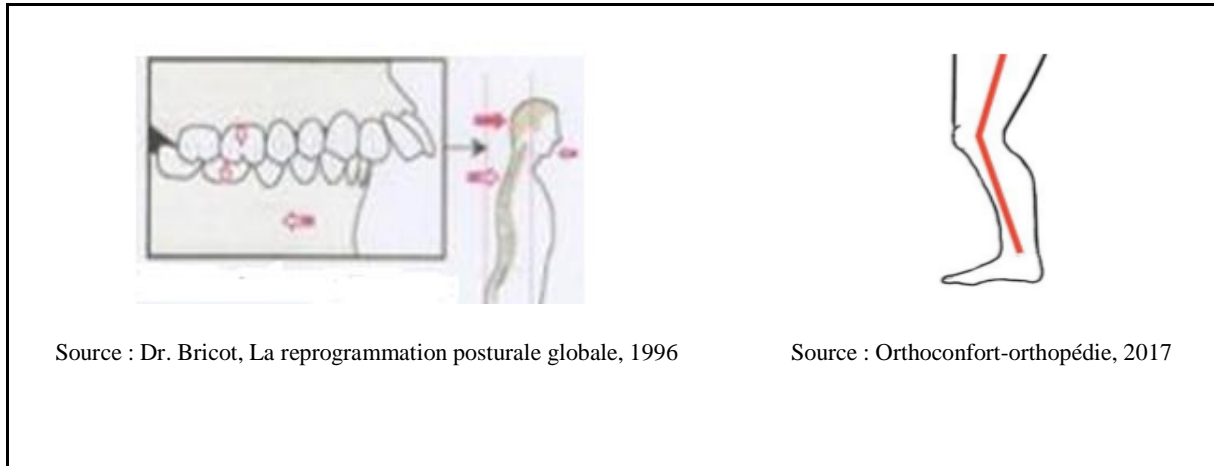 Source : Dr. Bricot, La reprogrammation posturale globale, 1996
Source : Orthoconfort-orthopédie, 2017